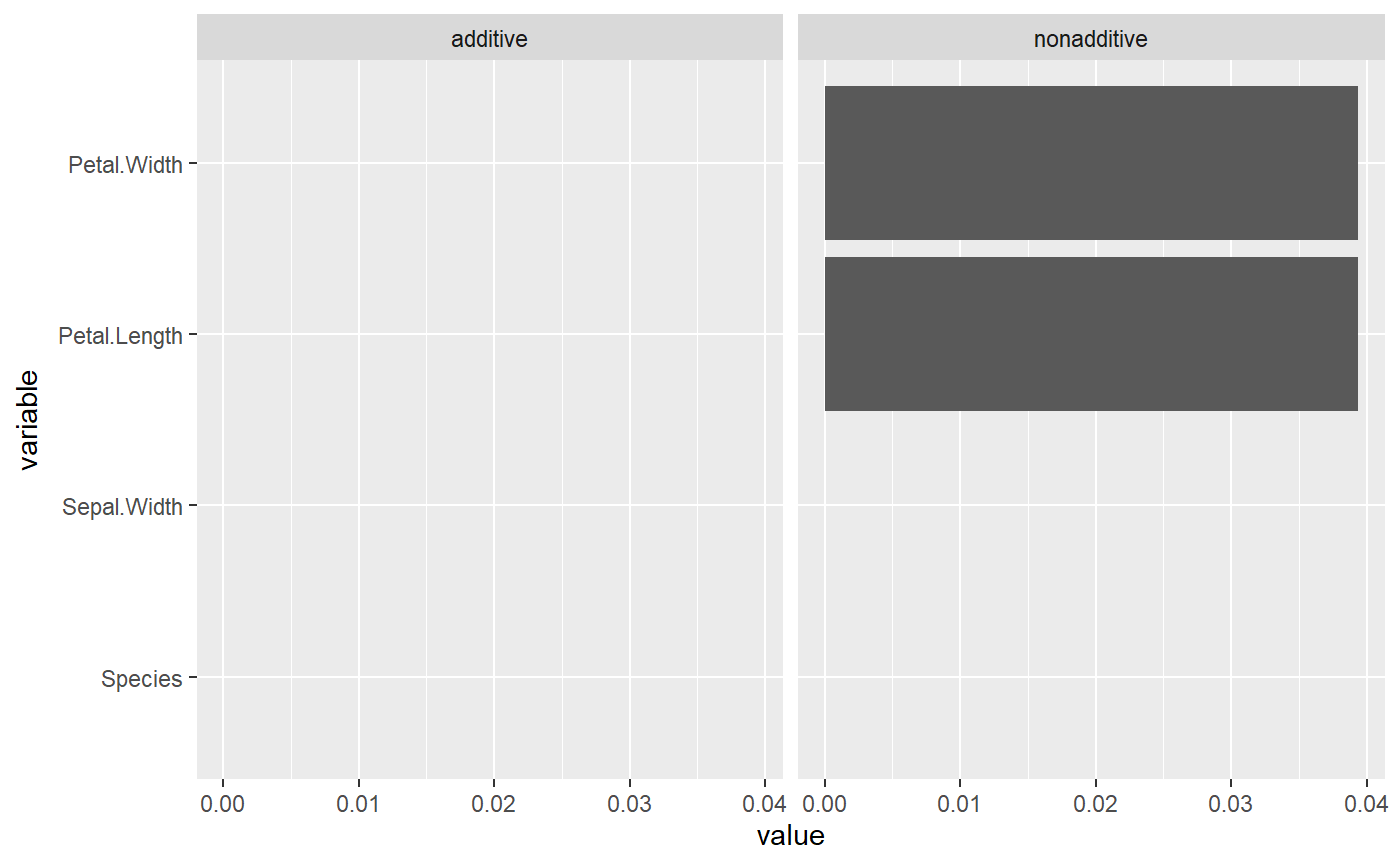 additive
nonadditive
Petal.Width
Petal.Length
Sepal.Width
Species
variable
0.00 0.01 0.02 0.03 0.04 0.00 0.01 0.02 0.03 0.04
value